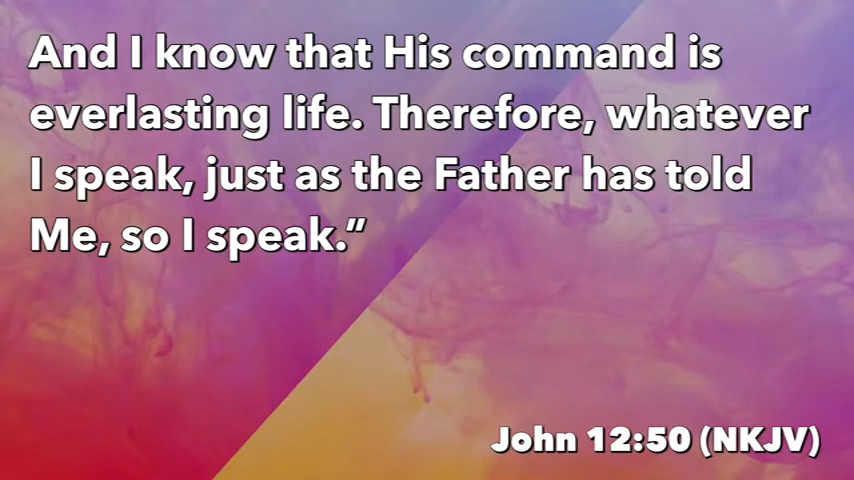 And I know that His command is
everlasting life. Therefore, whatever
I speak, just as the Father has told
Me, so I speak.”
John 12:50 (NKJV)